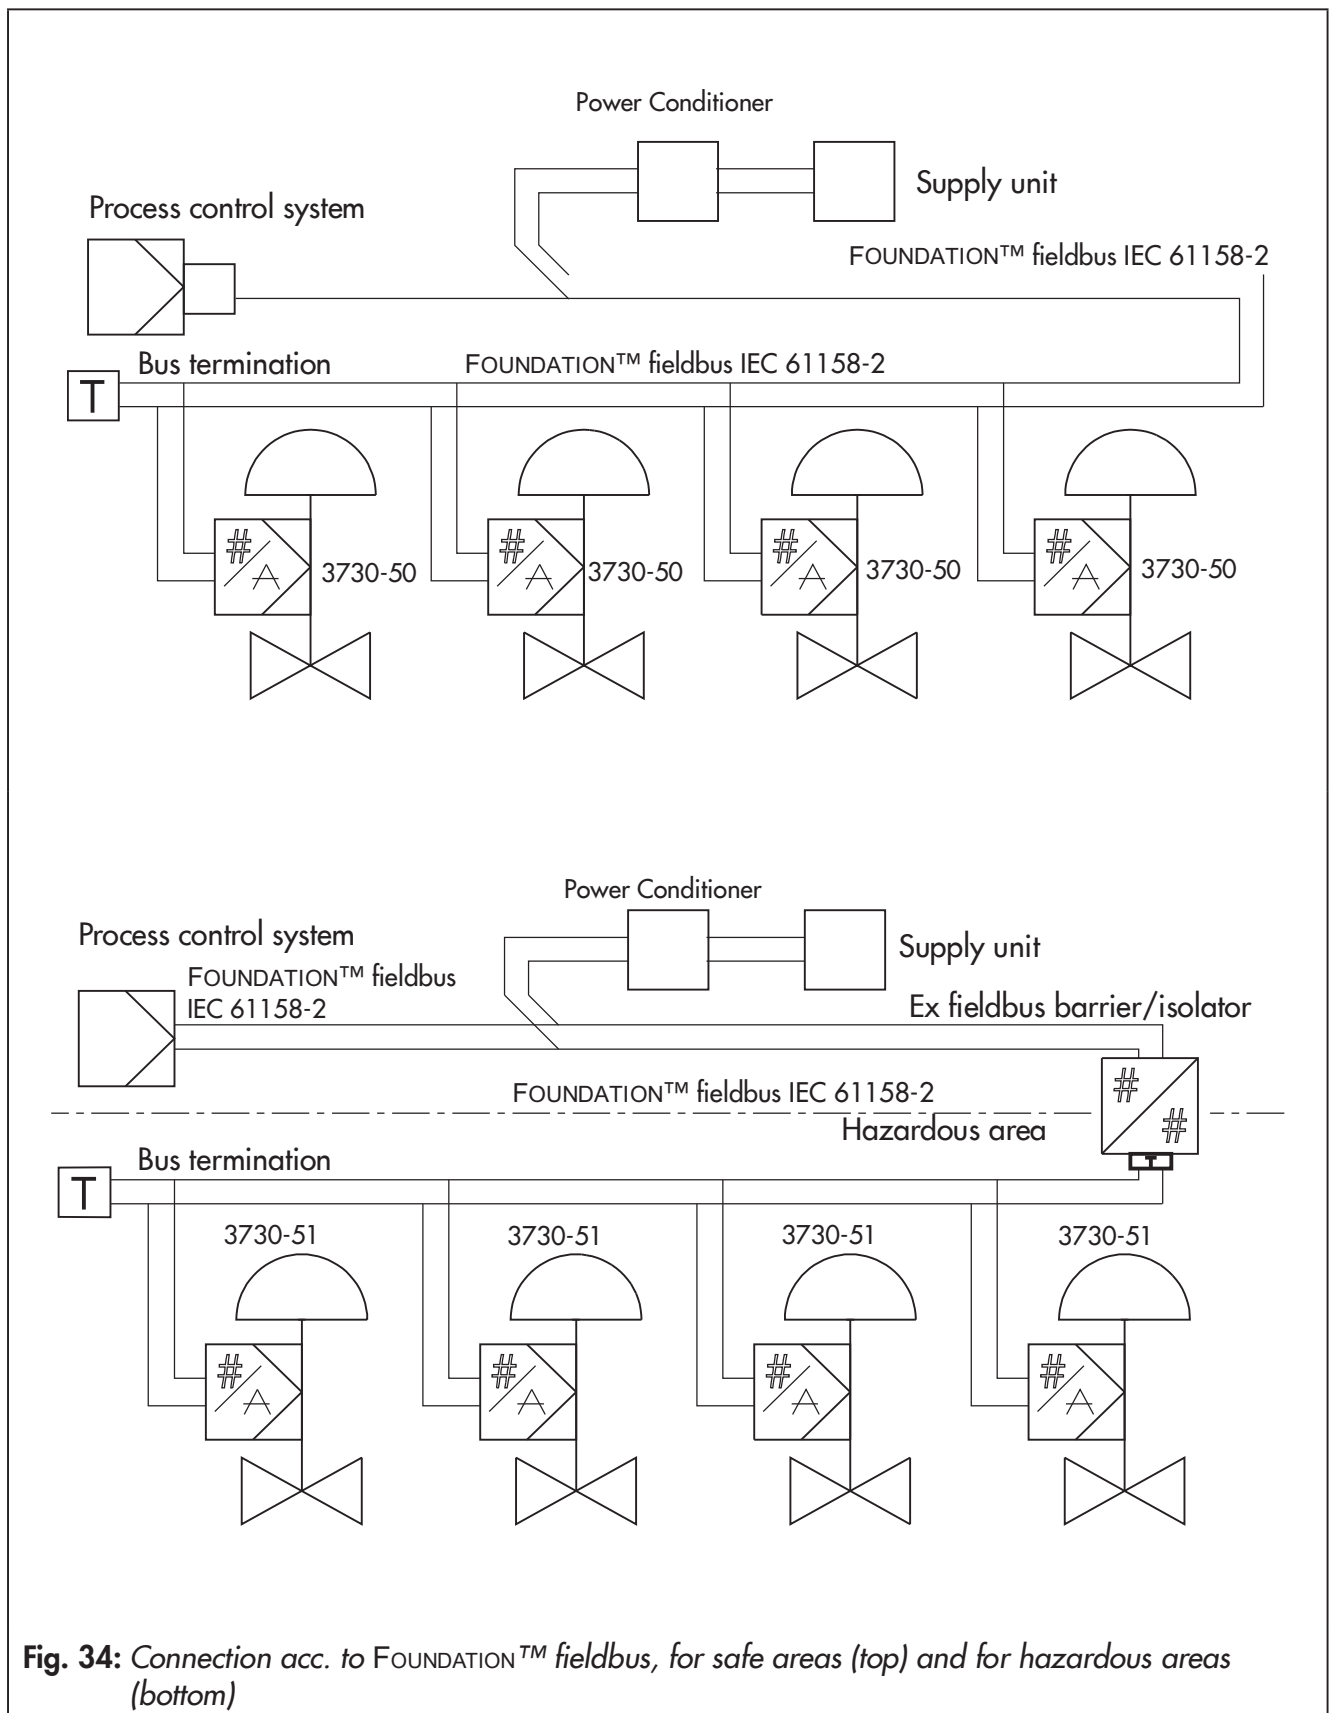 Power Conditioner
Supply unit
Process control system
FOUNDATION™ fieldbus IEC 61158-2
Bus termination
FOUNDATION™ fieldbus IEC 61158-2
T
#
A
3730-50
#
A
3730-50
#
A
3730-50
#
A
3730-50
Power Conditioner
Process control system
Supply unit
FOUNDATION™ fieldbus
IEC 61158-2
Ex fieldbus barrier/isolator
FOUNDATION™ fieldbus IEC 61158-2
#
#
Hazardous area
T
Bus termination
T
3730-51
3730-51
3730-51
3730-51
#
A
#
A
#
A
#
A
Fig. 34: Connection acc. to FOUNDATION™ fieldbus, for safe areas (top) and for hazardous areas
(bottom)